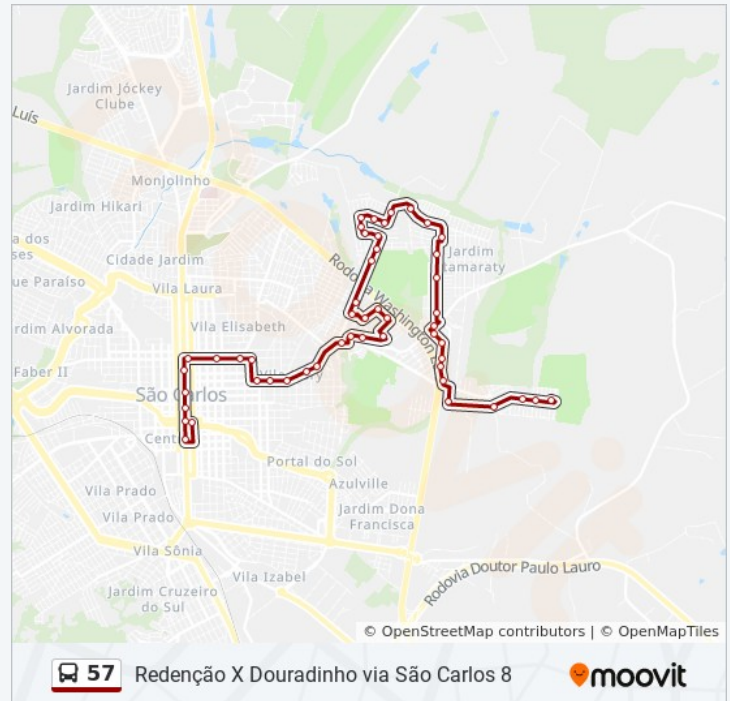 Jardim Jóckey
Clube
Luís
Monjolinho
Jardim Hikari
a dos
ses
Cidade Jardim
Jardim
tamaraty
ue Paraíso
Vila Laura
Rodovia Washington L
rdim Alvorada
Vila Elisabeth
Faber II
São Carlos
Cent
Portal do Sol
Azulville
Vila Prado
Jardim Dona
Francisca
Vila Prado
Vila Sônia
Vila Izabel
Rodovia Doutor Paulo Lauro
Jardim Cruzeiro
do Sul
© OpenStreetMap contributors | © OpenMapTiles
57 Redenção X Douradinho via São Carlos 8 moovit